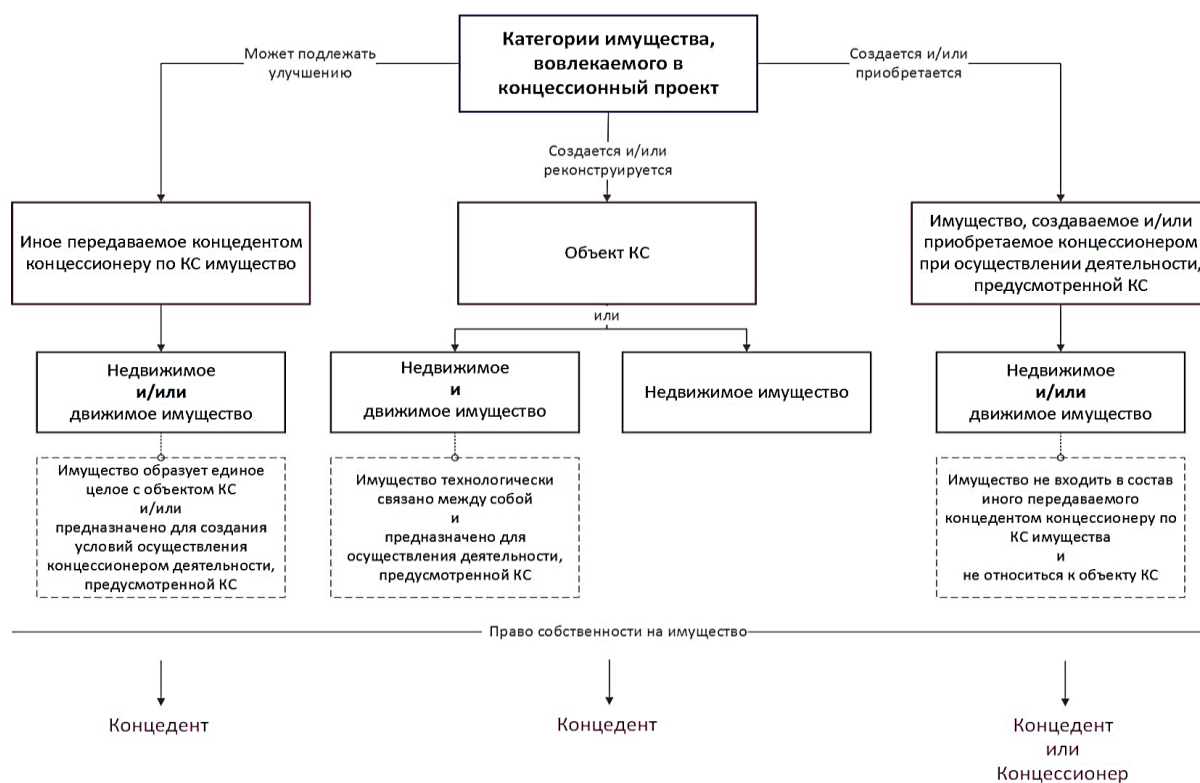 Категории имущества,
вовлекаемого в
концессионный проект
Может подлежать
улучшению
Создается и/или
приобретается
Создается и/или
реконструируется
Иное передаваемое концедентом
концессионеру по КС имущество
Объект КС
Имущество, создаваемое и/или
приобретаемое концессионером
при осуществлении деятельности,
предусмотренной КС
или
Недвижимое
и/или
движимое имущество
Недвижимое
и
движимое имущество
Недвижимое имущество
Недвижимое
и/или
движимое имущество
Имущество образует единое
целое с объектом КС
и/или
предназначено для создания
условий осуществления
концессионером деятельности,
предусмотренной КС
Имущество технологически
связано между собой
и
предназначено для
осуществления деятельности,
предусмотренной КС
Имущество не входить в состав
иного передаваемого
концедентом концессионеру по
КС имущества
и
не относиться к объекту КС
Право собственности на имущество
Концедент
Концедент
Концедент
или
Концессионер